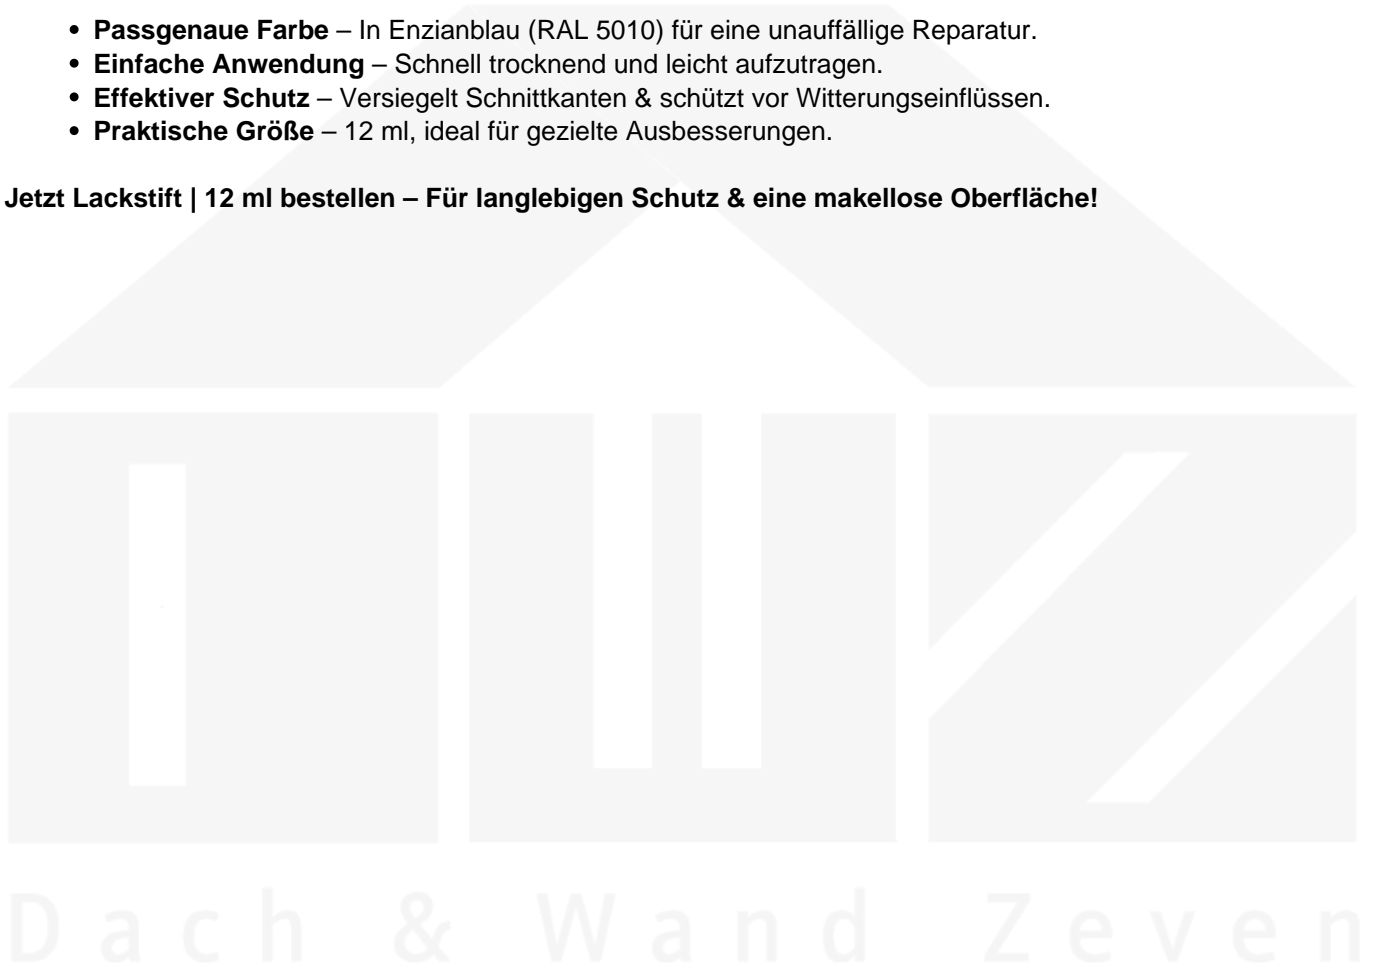 Passgenaue Farbe – In Enzianblau (RAL 5010) für eine unauffällige Reparatur.
Einfache Anwendung – Schnell trocknend und leicht aufzutragen.
Effektiver Schutz – Versiegelt Schnittkanten & schützt vor Witterungseinflüssen.
Praktische Größe – 12 ml, ideal für gezielte Ausbesserungen.
Jetzt Lackstift | 12 ml bestellen – Für langlebigen Schutz & eine makellose Oberfläche!
Dach & Wand Zeven